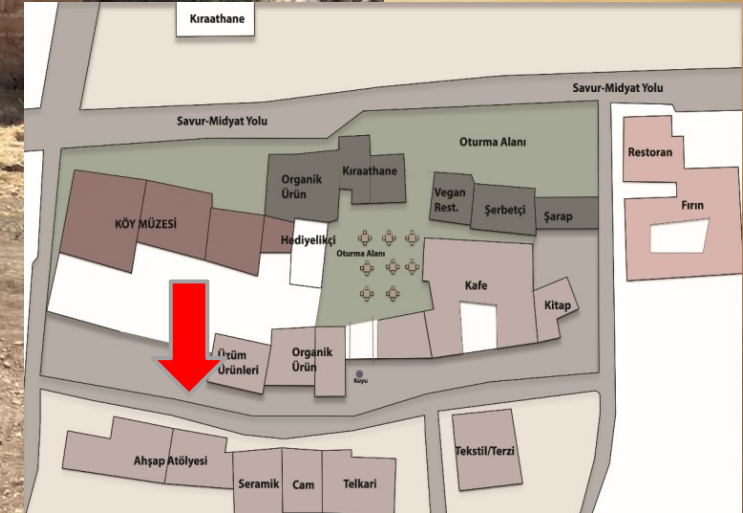 Kıraathane
Savur-Midyat Yolu
Savur-Midyat Yolu
Oturma Alanı
Restoran
Kıraathane
Organik
Ürün
Vegan
Rest.
Şerbetçi
Şarap
Fırın
KÖY MÜZESİ
Hediyelikçi
Oturma Alanı
Kafe
Kitap
Üzüm
Ürünleri
Organik
Ürün
Kuyu
Ahşap Atölyesi
Tekstil/Terzi
Seramik
Cam
Telkari